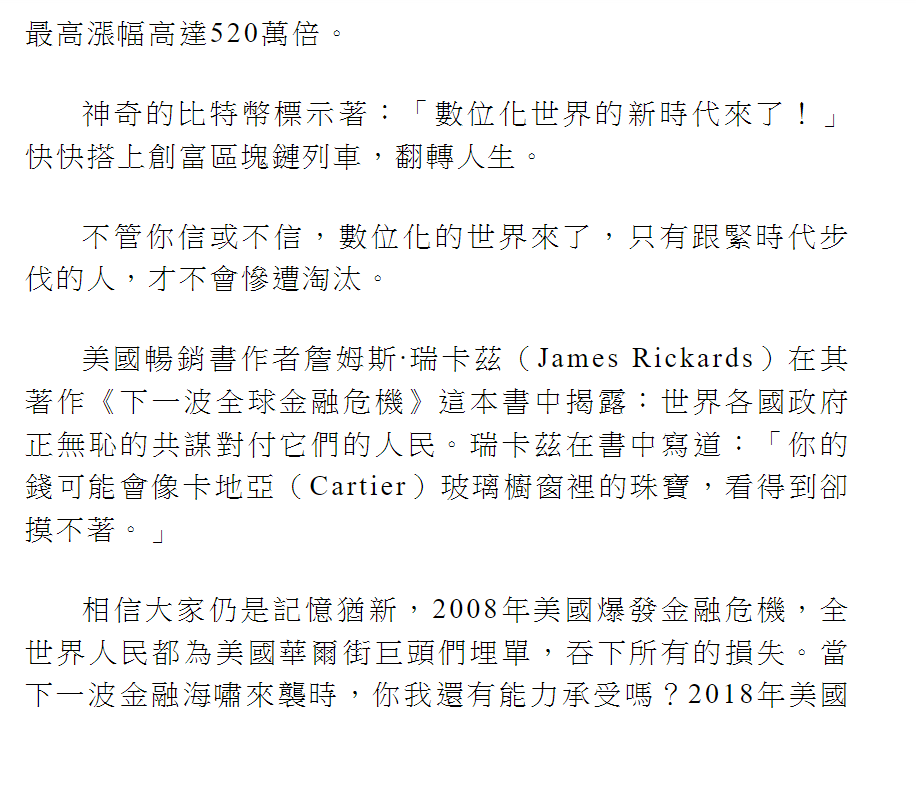 最高漲幅高達520萬倍。
神奇的比特幣標示著：「數位化世界的新時代來了！」
快快搭上創富區塊鏈列車，翻轉人生。
不管你信或不信，數位化的世界來了，只有跟緊時代步
伐的人，才不會慘遭淘汰。
美國暢銷書作者詹姆斯·瑞卡茲（James Rickards）在其
著作《下一波全球金融危機》這本書中揭露：世界各國政府
正無恥的共謀對付它們的人民。瑞卡茲在書中寫道：「你的
錢可能會像卡地亞（Cartier）玻璃櫥窗裡的珠寶，看得到卻
摸不著。」
相信大家仍是記憶猶新，2008年美國爆發金融危機，全
世界人民都為美國華爾街巨頭們埋單，吞下所有的損失。當
下一波金融海嘯來襲時，你我還有能力承受嗎？2018年美國